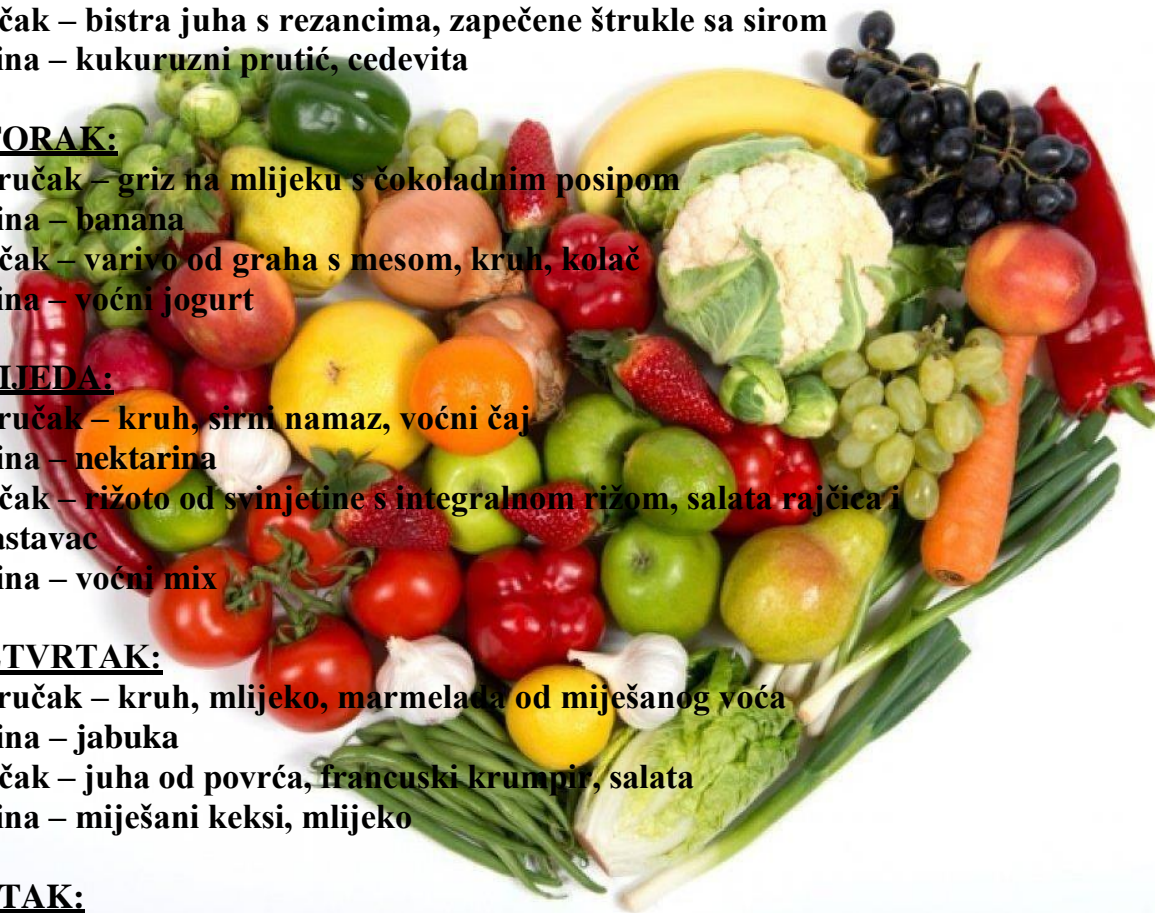 čak – bistra juha s rezancima, zapečene štrukle sa sirom
ina – kukuruzni prutić, cedevita
TORAK:
ručak – griz na mlijeku s čokoladnim posipom
ina – banana
čak – varivo od graha s mesom, kruh, kolač
ina – voćni jogurt
IJEDA:
ručak – kruh, sirni namaz, voćni čaj
ina – nektarina
čak – rižoto od svinjetine s integralnom rižom, salata rajčica i
astavac
ina – voćni mix
TVRTAK:
ručak – kruh, mlijeko, marmelada od miješanog voća
ina – jabuka
čak – juha od povrća, francuski krumpir, salata
ina – miješani keksi, mlijeko
TAK: